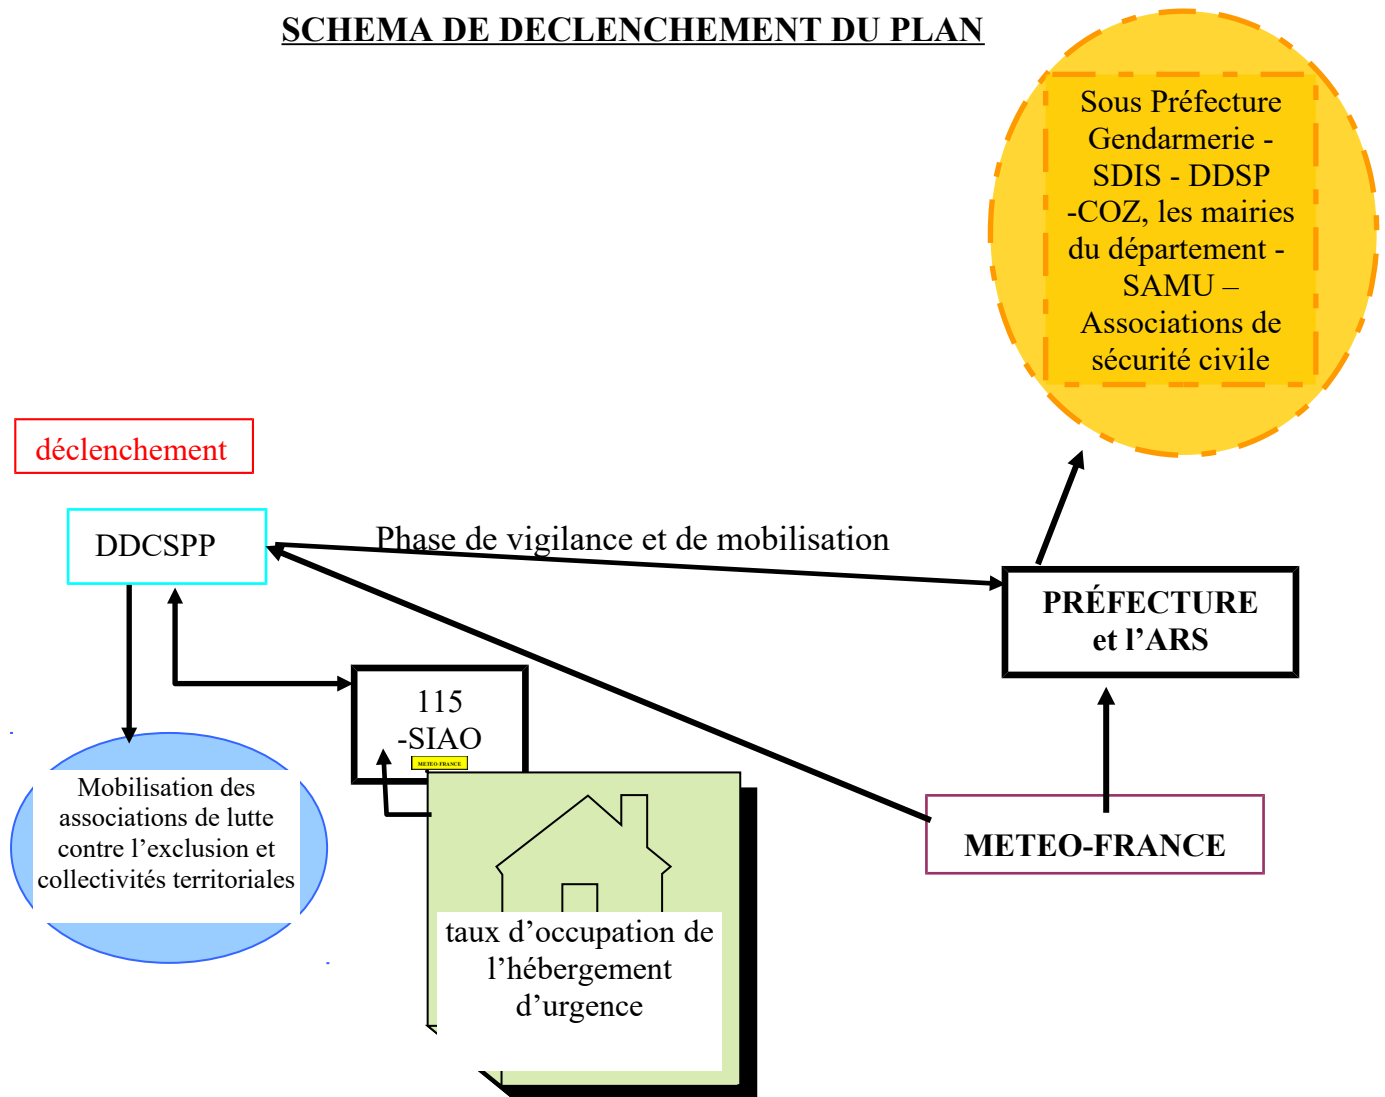 SCHEMA DE DECLENCHEMENT DU PLAN
Sous Préfecture
Gendarmerie -
SDIS - DDSP
-COZ, les mairies
du département -
SAMU –
Associations de
sécurité civile
déclenchement
DDCSPP
Phase de vigilance et de mobilisation
PRÉFECTURE
et l’ARS
115
-SIAO
METEO-FRANCE
Mobilisation des
associations de lutte
contre l’exclusion et
collectivités territoriales
METEO-FRANCE
taux d’occupation de
l’hébergement
d’urgence